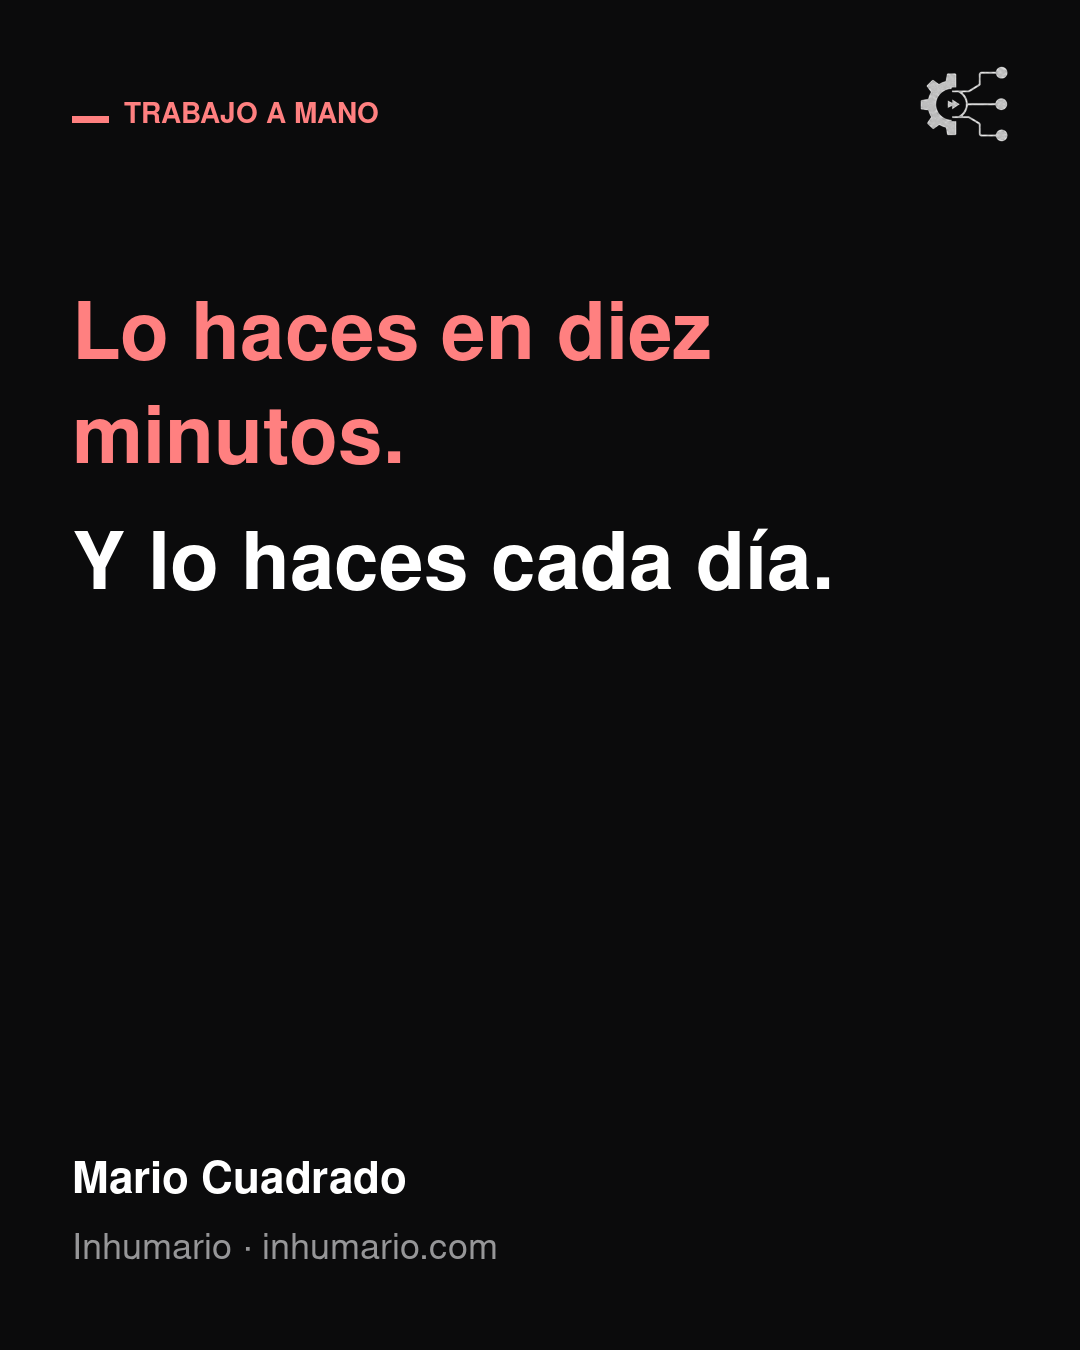 TRABAJO A MANO
Lo haces en diez
minutos.
Y lo haces cada día.
Mario Cuadrado
Inhumario · inhumario.com